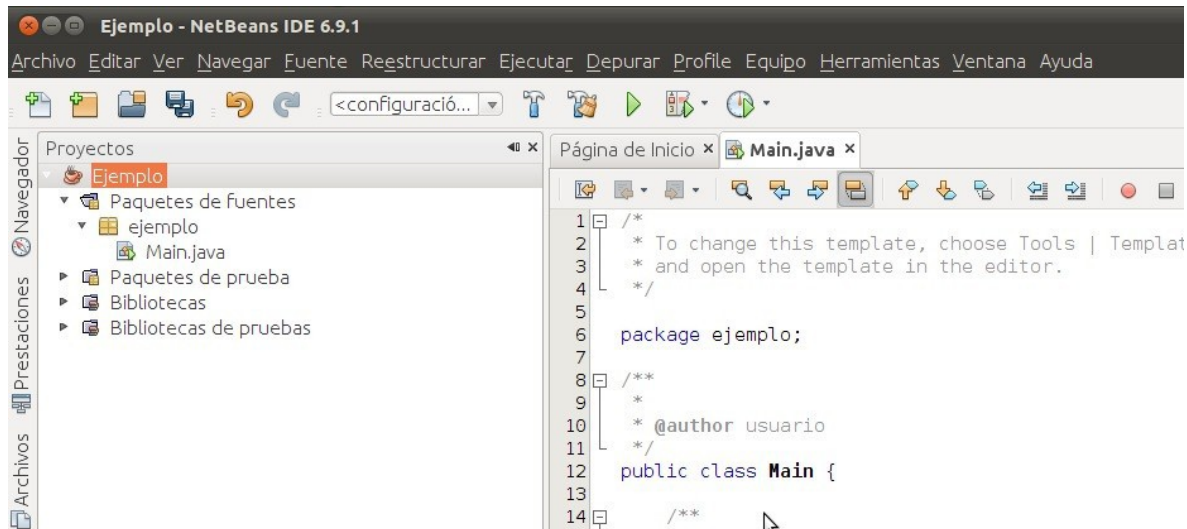 Ejemplo - NetBeans IDE 6.9.1
Archivo Editar Ver Navegar Fuente Reestructurar Ejecutar Depurar Profile Equipo Herramientas Ventana Ayuda
<configuració...
Navegador
Prestaciones
Archivos
Proyectos
Ejemplo
Paquetes de fuentes
ejemplo
Main.java
Paquetes de prueba
Bibliotecas
Bibliotecas de pruebas
Página de Inicio × Main.java ×
1 /*
2 * To change this template, choose Tools | Templat
3 * and open the template in the editor.
4 */
5
6 package ejemplo;
7
8 /**
9 *
10 * @author usuario
11 */
12 public class Main {
13
14 /**